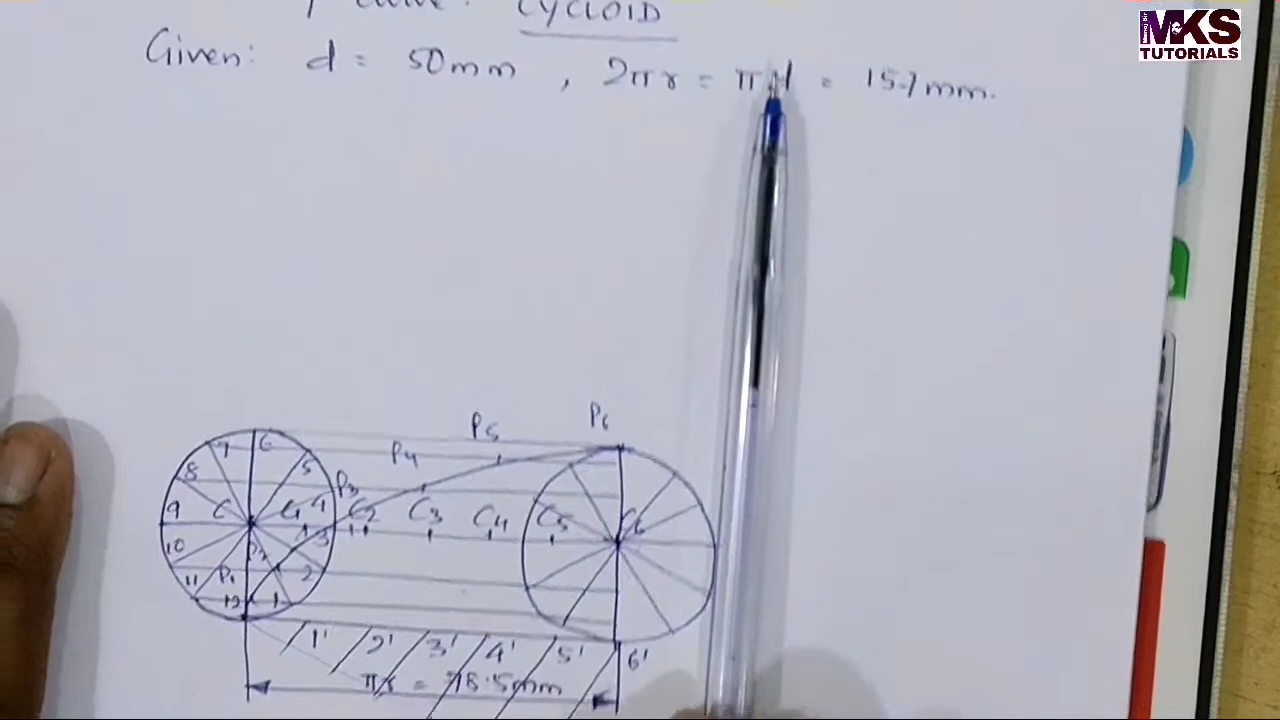 CYCLOID
MKS
TUTORIALS
Given: d = 50mm , 2πr = πd = 157mm.
P6
P5
P4
7 6
8 5
P3
9 C C1 4 C2 C3 C4 C5 C6
3
10 P2
11 P1 2
12 1
1' 2' 3' 4' 5' 6'
πr = 78.5mm